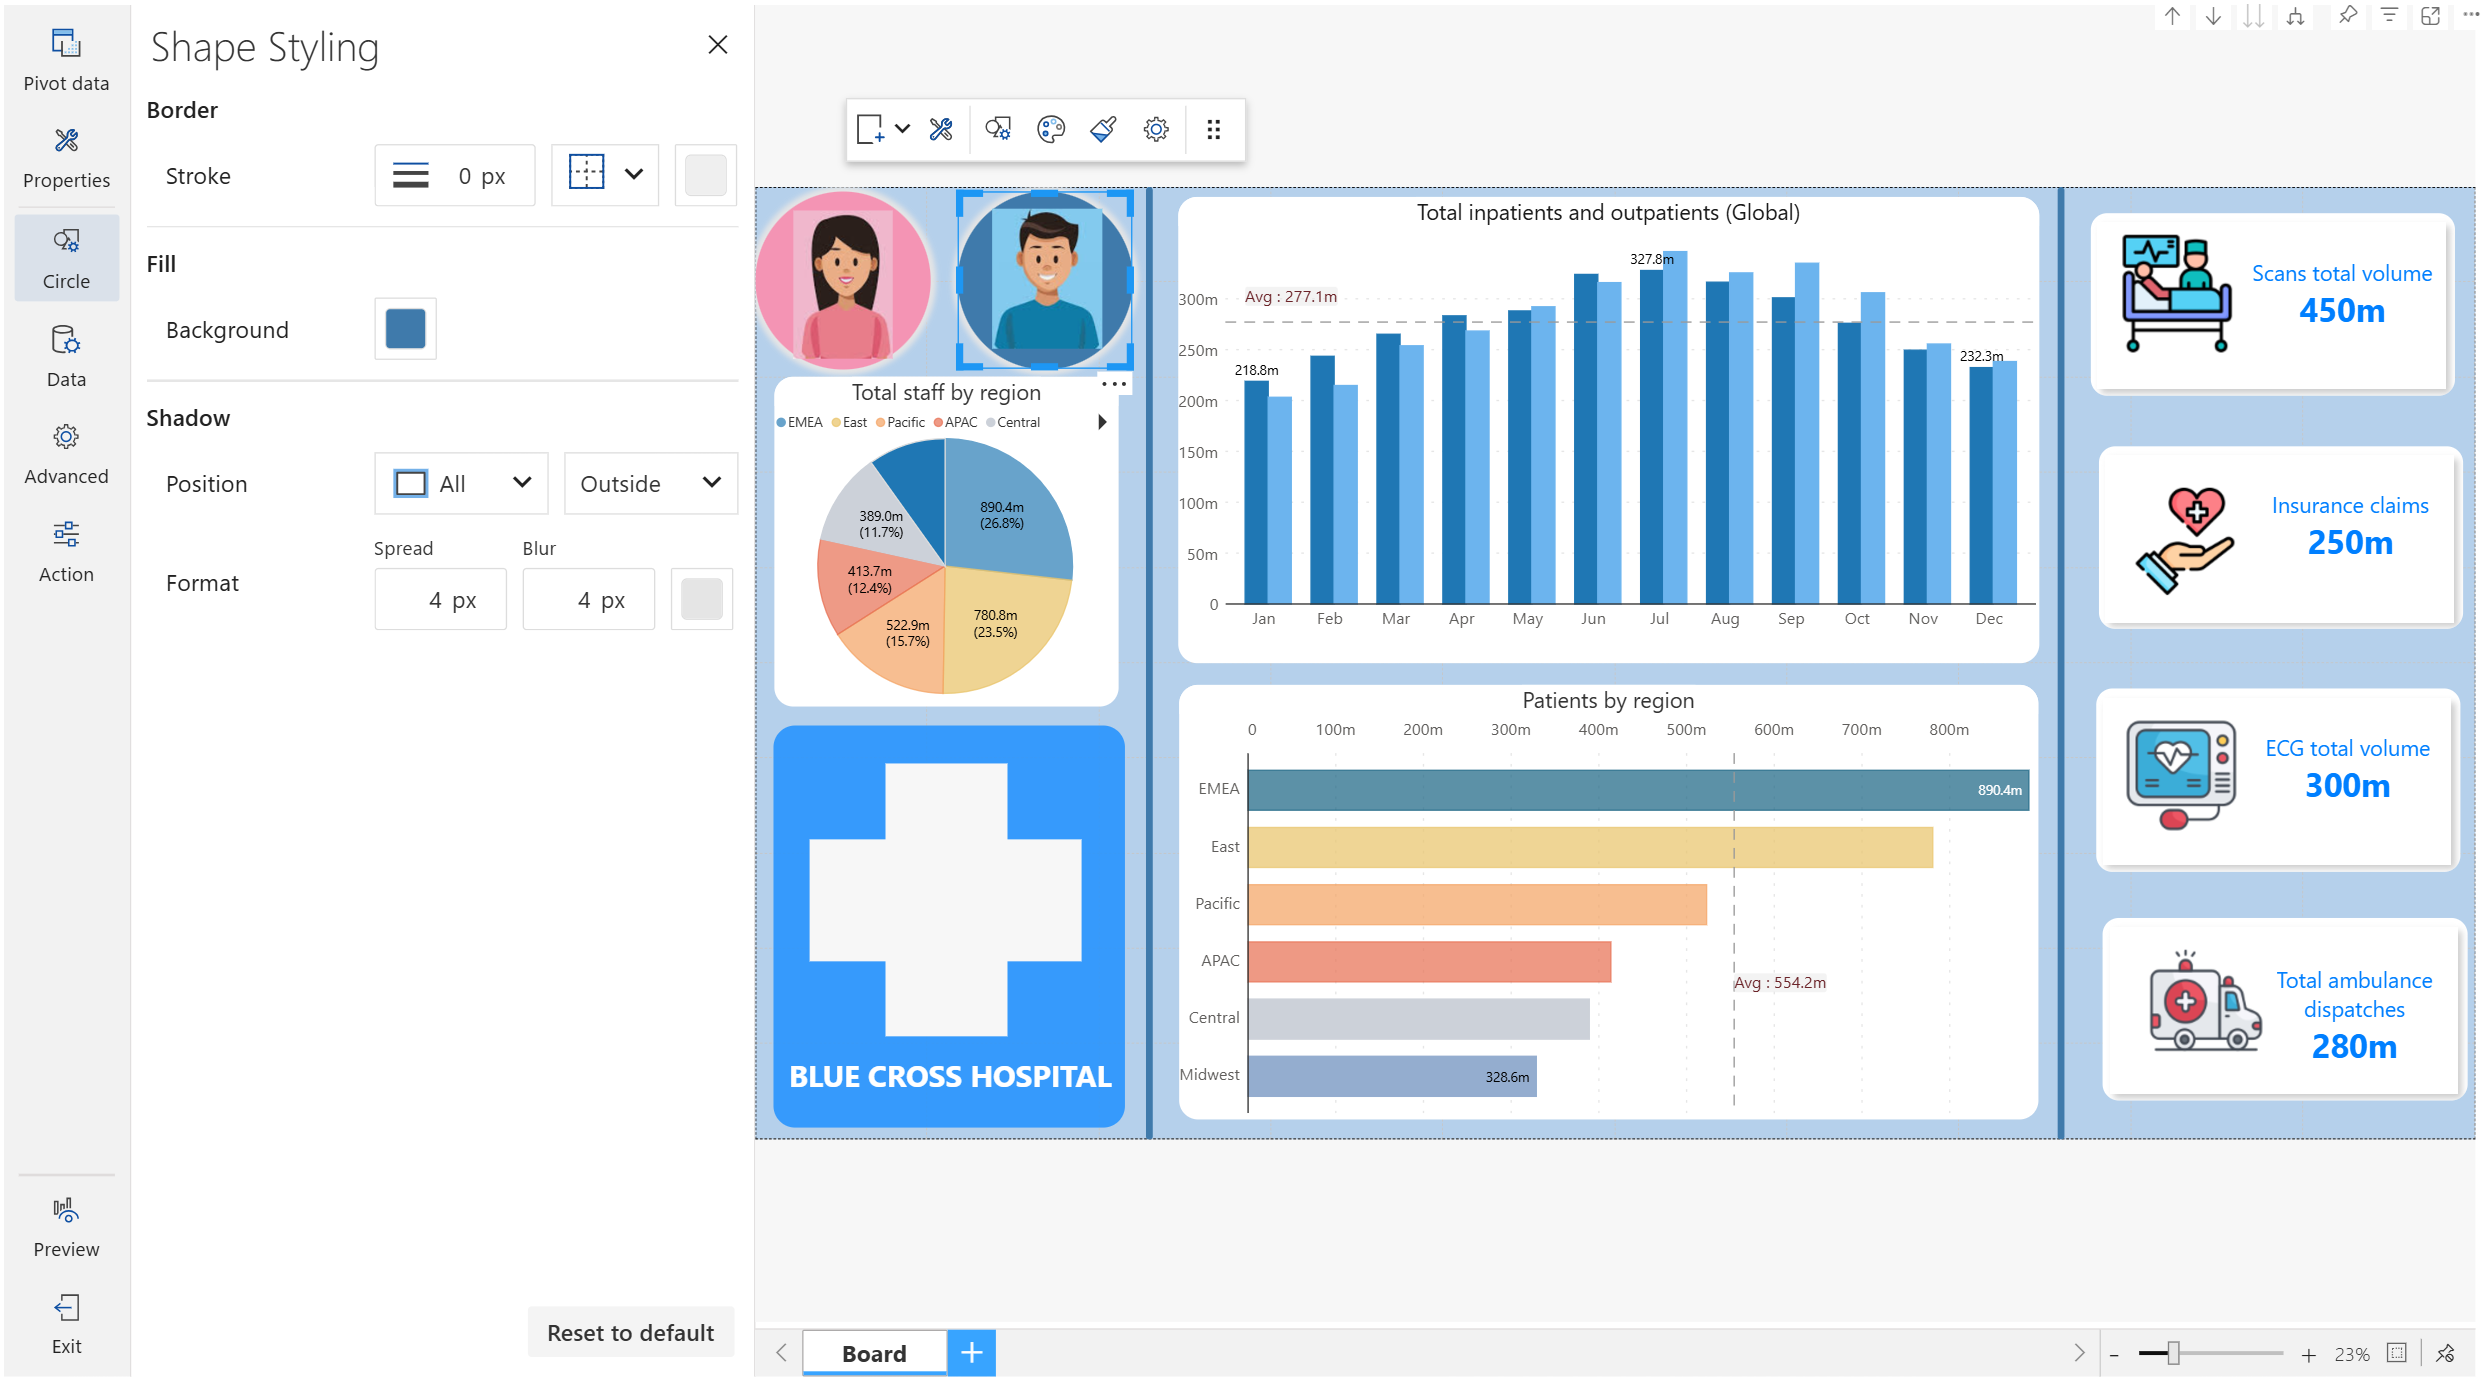 Pivot data
Properties
Circle
Data
Advanced
Action
Preview
Exit
Shape Styling
Border
Stroke
0 px
Fill
Background
Shadow
Position
All
Outside
Spread
Blur
Format
4 px
4 px
Reset to default
Total staff by region
EMEA East Pacific APAC Central
890.4m
(26.8%)
780.8m
(23.5%)
522.9m
(15.7%)
413.7m
(12.4%)
389.0m
(11.7%)
BLUE CROSS HOSPITAL
Total inpatients and outpatients (Global)
300m
250m
200m
150m
100m
50m
0
Avg : 277.1m
218.8m
327.8m
232.3m
Jan Feb Mar Apr May Jun Jul Aug Sep Oct Nov Dec
Patients by region
0 100m 200m 300m 400m 500m 600m 700m 800m
EMEA
890.4m
East
Pacific
APAC
Avg : 554.2m
Central
Midwest
328.6m
Scans total volume
450m
Insurance claims
250m
ECG total volume
300m
Total ambulance
dispatches
280m
Board
23%